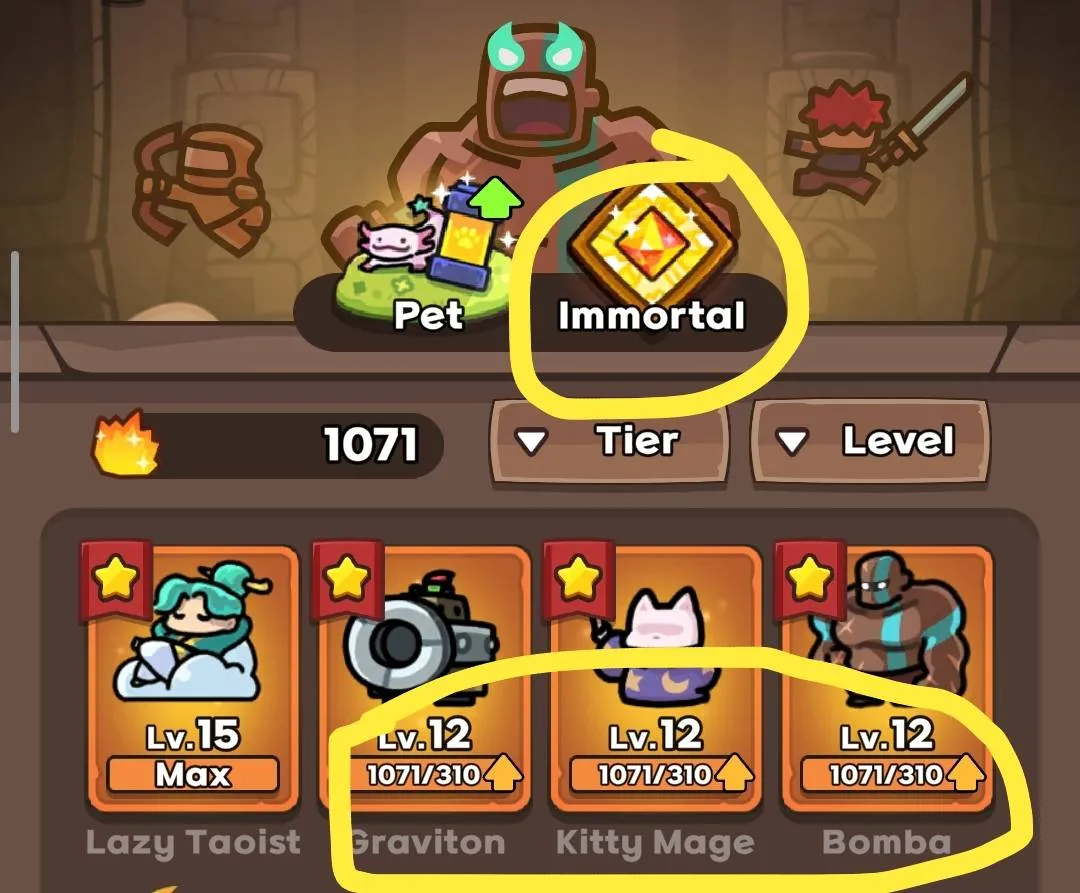 Pet
Immortal
1071
Tier
Level
Lv.15
Lv.12
Lv.12
Lv.12
Max
1071/310
1071/310
1071/310
Lazy Taoist
Graviton
Kitty Mage
Bomba